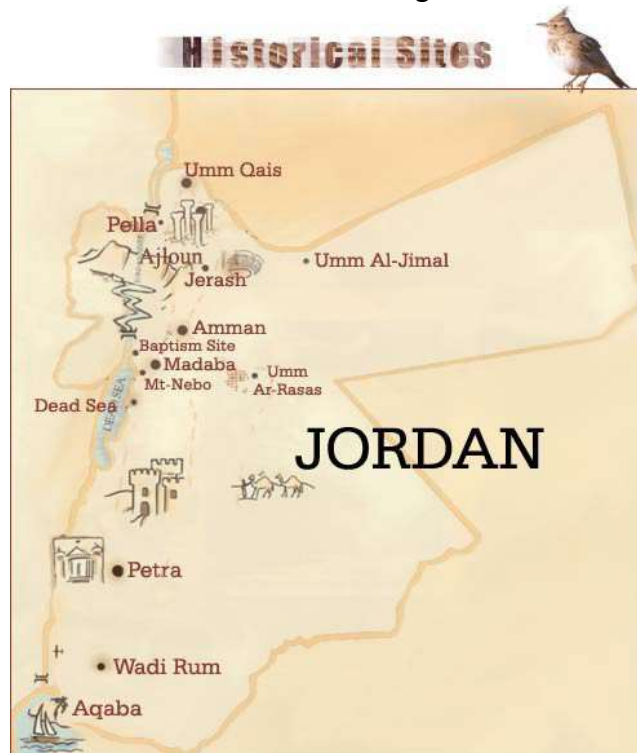 Historical Sites
Umm Qais
Pella
Ajloun
Jerash
Umm Al-Jimal
Amman
Baptism Site
Madaba
Mt-Nebo
Umm
Ar-Rasas
Dead Sea
DEAD SEA
JORDAN
Petra
Wadi Rum
Aqaba